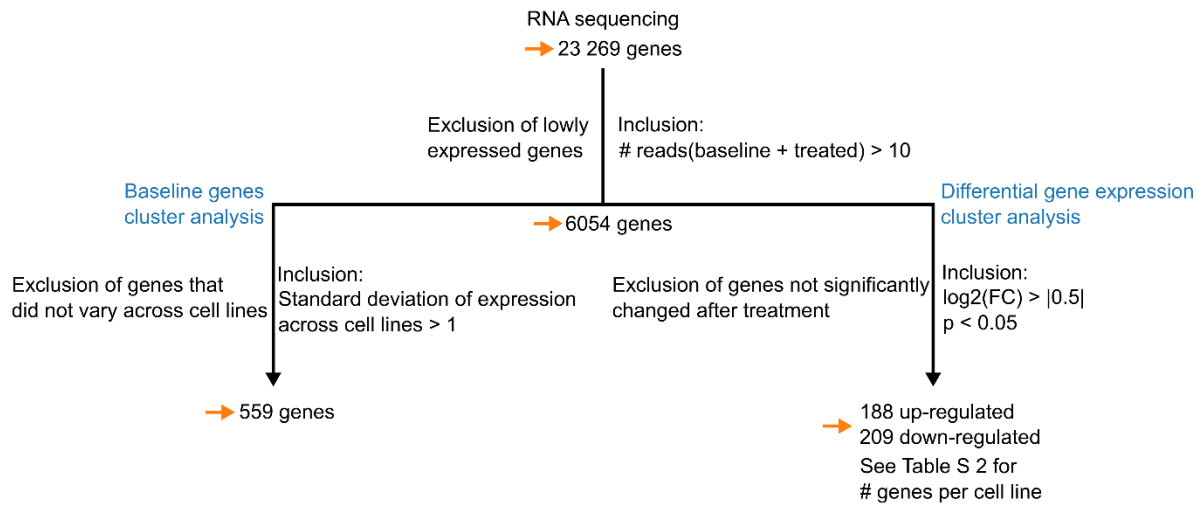 RNA sequencing
23 269 genes
Exclusion of lowly
expressed genes
Inclusion:
# reads(baseline + treated) > 10
Baseline genes
cluster analysis
6054 genes
Differential gene expression
cluster analysis
Exclusion of genes that
did not vary across cell lines
Inclusion:
Standard deviation of expression
across cell lines > 1
Exclusion of genes not significantly
changed after treatment
Inclusion:
log2(FC) > |0.5|
p < 0.05
559 genes
188 up-regulated
209 down-regulated
See Table S 2 for
# genes per cell line